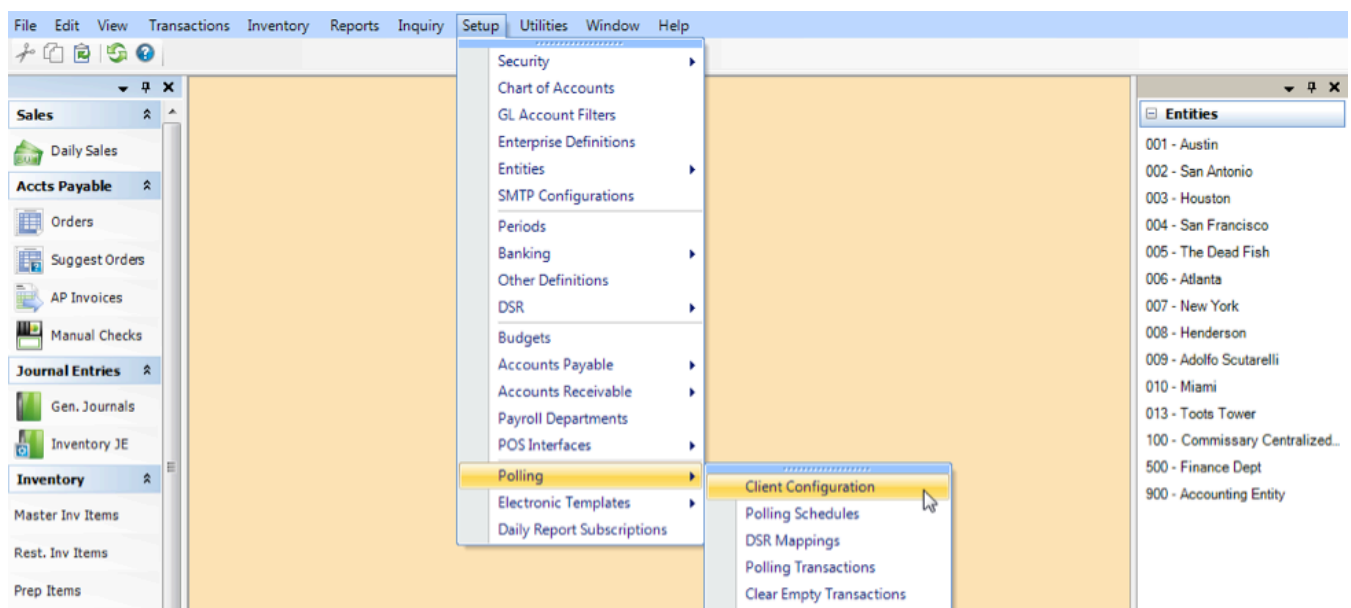 File Edit View Transactions Inventory Reports Inquiry Setup Utilities Window Help
Sales
Daily Sales
Accts Payable
Orders
Suggest Orders
AP Invoices
Manual Checks
Journal Entries
Gen. Journals
Inventory JE
Inventory
Master Inv Items
Rest. Inv Items
Prep Items
Security
Chart of Accounts
GL Account Filters
Enterprise Definitions
Entities
SMTP Configurations
Periods
Banking
Other Definitions
DSR
Budgets
Accounts Payable
Accounts Receivable
Payroll Departments
POS Interfaces
Polling
Electronic Templates
Daily Report Subscriptions
Client Configuration
Polling Schedules
DSR Mappings
Polling Transactions
Clear Empty Transactions
Entities
001 - Austin
002 - San Antonio
003 - Houston
004 - San Francisco
005 - The Dead Fish
006 - Atlanta
007 - New York
008 - Henderson
009 - Adolfo Scutarelli
010 - Miami
013 - Toots Tower
100 - Commissary Centralized...
500 - Finance Dept
900 - Accounting Entity